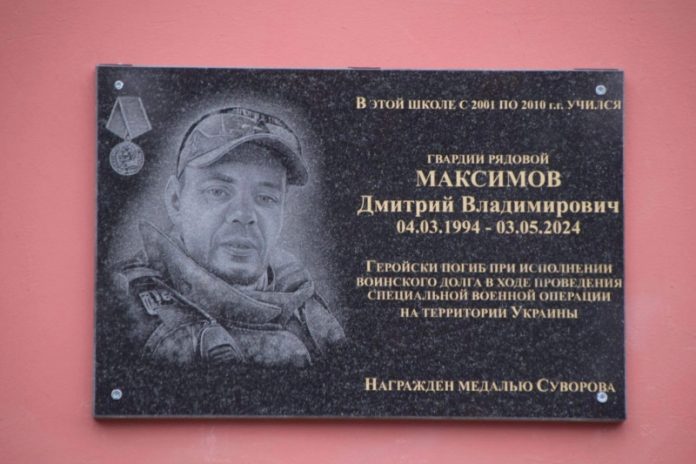 В этой школе с 2001 по 2010 г.г. учился
гвардии рядовой
МАКСИМОВ
Дмитрий Владимирович
04.03.1994 - 03.05.2024
Геройски погиб при исполнении
воинского долга в ходе проведения
специальной военной операции
на территории Украины
Награжден медалью Суворова